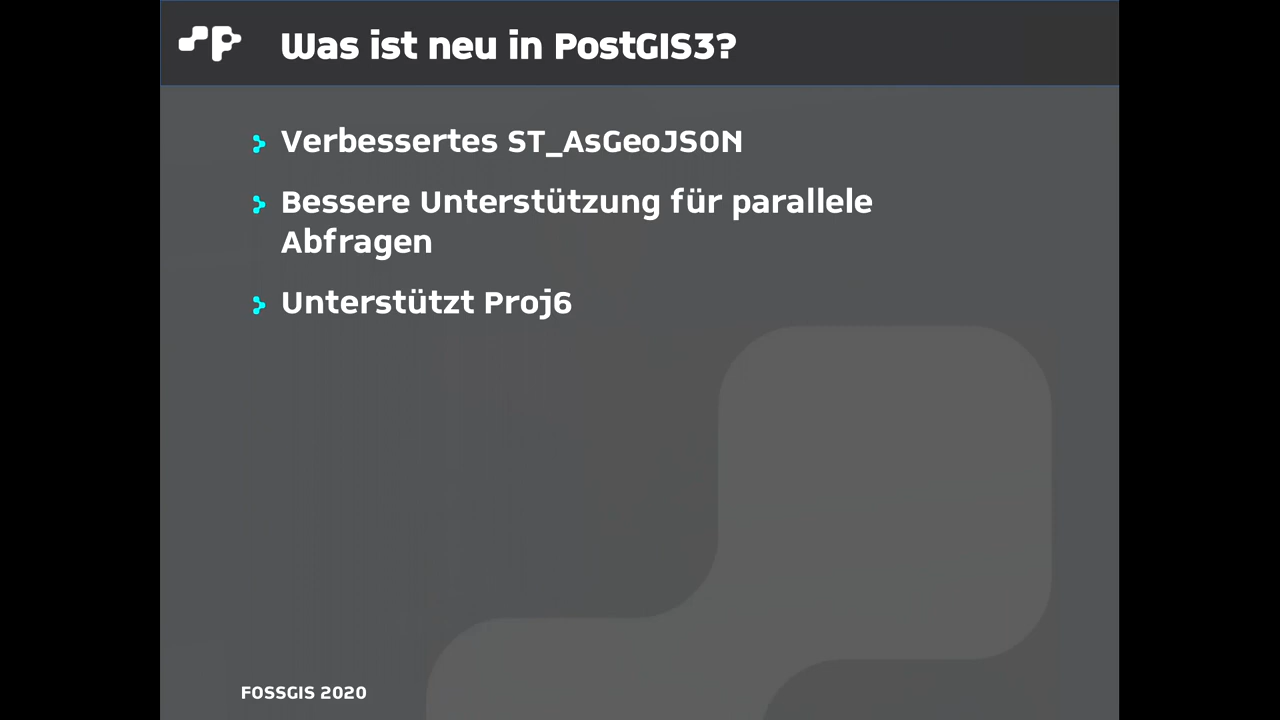 Was ist neu in PostGIS3?
Verbessertes ST_AsGeoJSON
Bessere Unterstützung für parallele
Abfragen
Unterstützt Proj6
FOSSGIS 2020